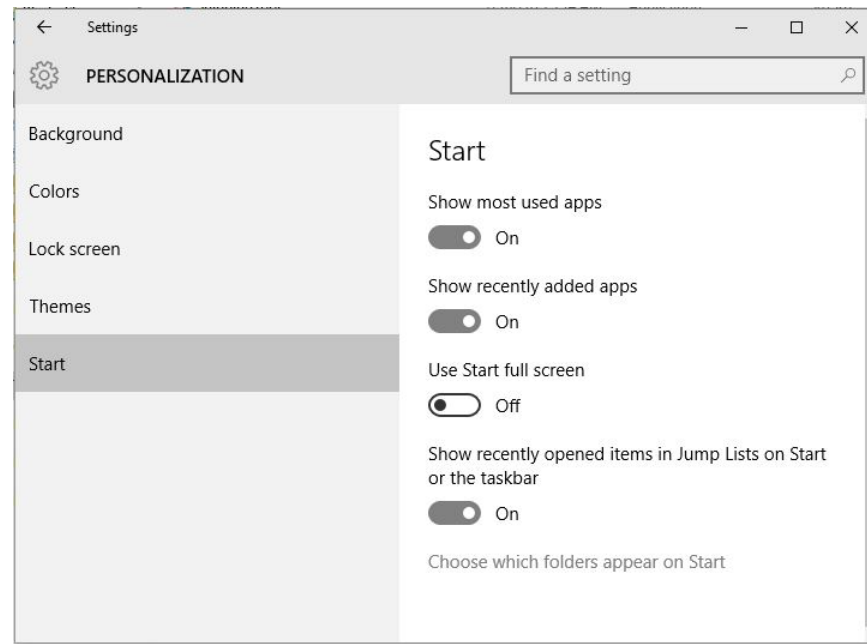 Settings
PERSONALIZATION
Find a setting
Background
Colors
Lock screen
Themes
Start
Start
Show most used apps
On
Show recently added apps
On
Use Start full screen
Off
Show recently opened items in Jump Lists on Start
or the taskbar
On
Choose which folders appear on Start